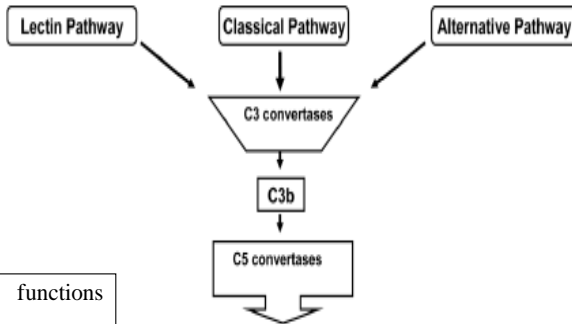 Lectin Pathway
Classical Pathway
Alternative Pathway
C3 convertases
C3b
C5 convertases
functions